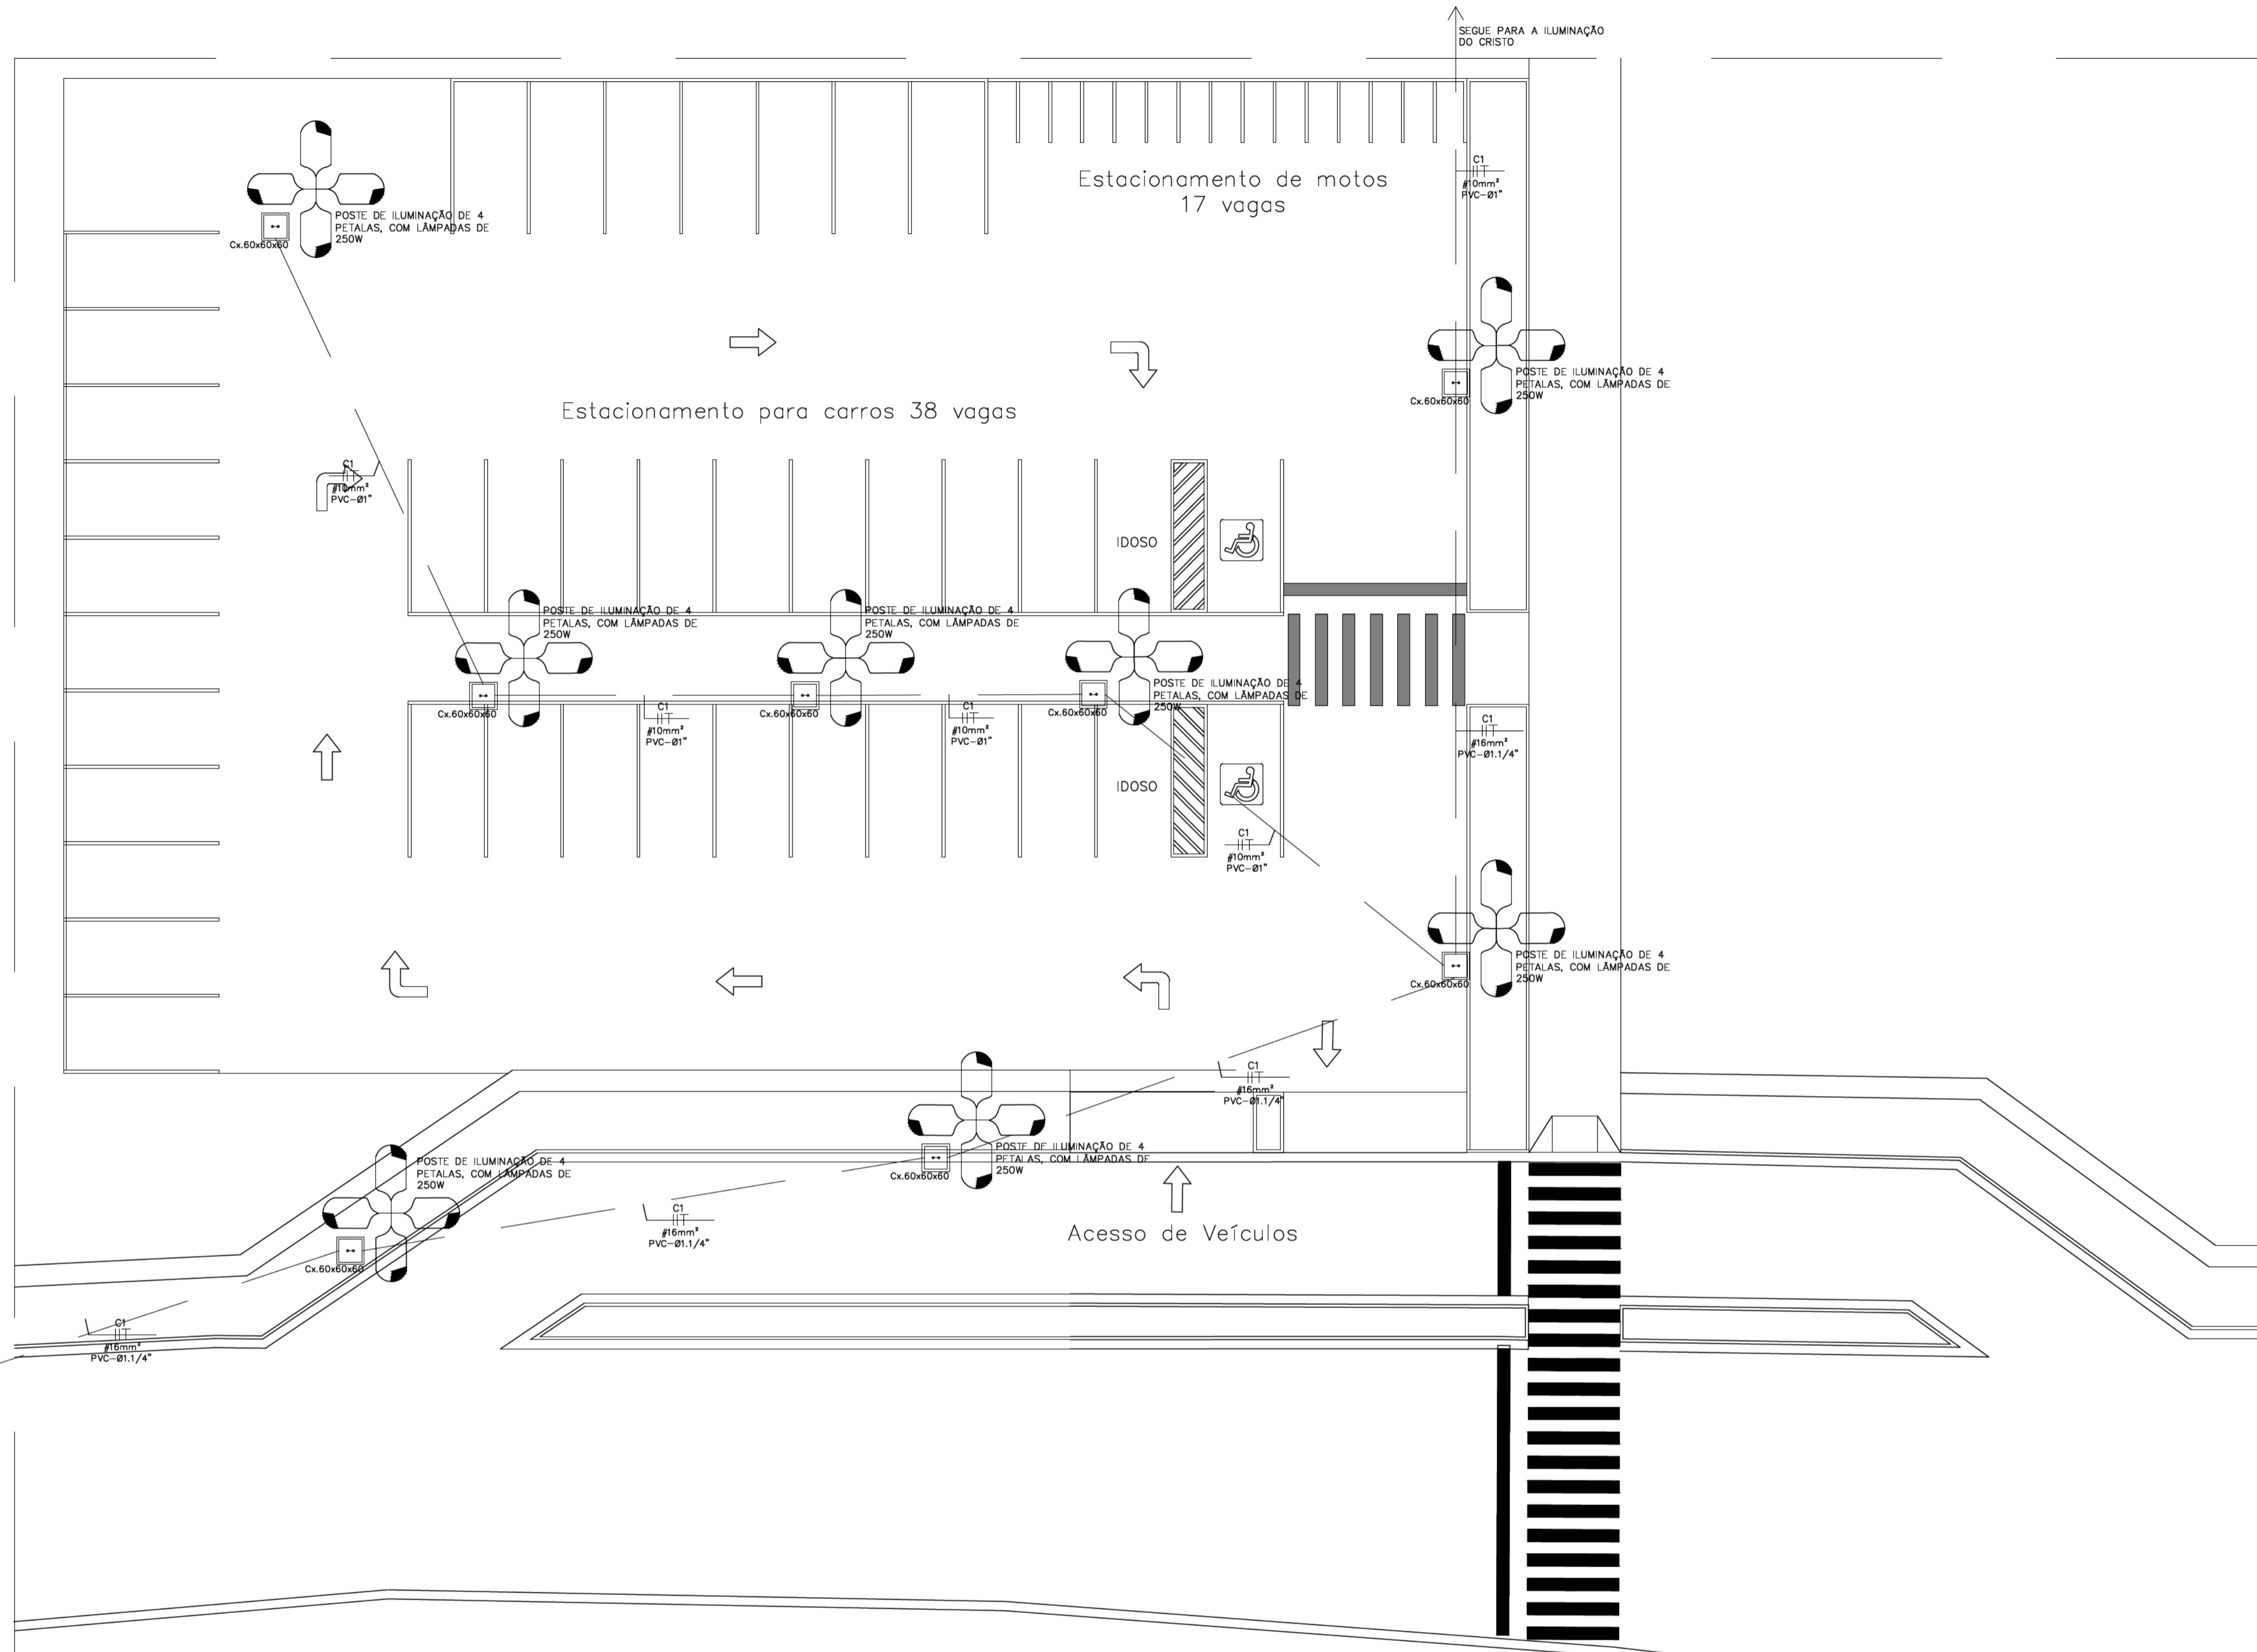 SEGUE PARA A ILUMINAÇÃO
DO CRISTO
C1
#10mm²
PVC-Ø1"
Estacionamento de motos
17 vagas
POSTE DE ILUMINAÇÃO DE 4
PETALAS, COM LÂMPADAS DE
250W
Cx.60x60x60
POSTE DE ILUMINAÇÃO DE 4
PETALAS, COM LÂMPADAS DE
250W
Cx.60x60x60
Estacionamento para carros 38 vagas
C1
#10mm²
PVC-Ø1"
IDOSO
POSTE DE ILUMINAÇÃO DE 4
PETALAS, COM LÂMPADAS DE
250W
Cx.60x60x60
POSTE DE ILUMINAÇÃO DE 4
PETALAS, COM LÂMPADAS DE
250W
Cx.60x60x60
POSTE DE ILUMINAÇÃO DE 4
PETALAS, COM LÂMPADAS DE
250W
Cx.60x60x60
C1
#10mm²
PVC-Ø1"
C1
#10mm²
PVC-Ø1"
C1
#16mm²
PVC-Ø1.1/4"
IDOSO
C1
#10mm²
PVC-Ø1"
POSTE DE ILUMINAÇÃO DE 4
PETALAS, COM LÂMPADAS DE
250W
Cx.60x60x60
C1
#16mm²
PVC-Ø1.1/4"
POSTE DE ILUMINAÇÃO DE 4
PETALAS, COM LÂMPADAS DE
250W
Cx.60x60x60
POSTE DE ILUMINAÇÃO DE 4
PETALAS, COM LÂMPADAS DE
250W
Cx.60x60x60
C1
#16mm²
PVC-Ø1.1/4"
Acesso de Veículos
C1
#16mm²
PVC-Ø1.1/4"